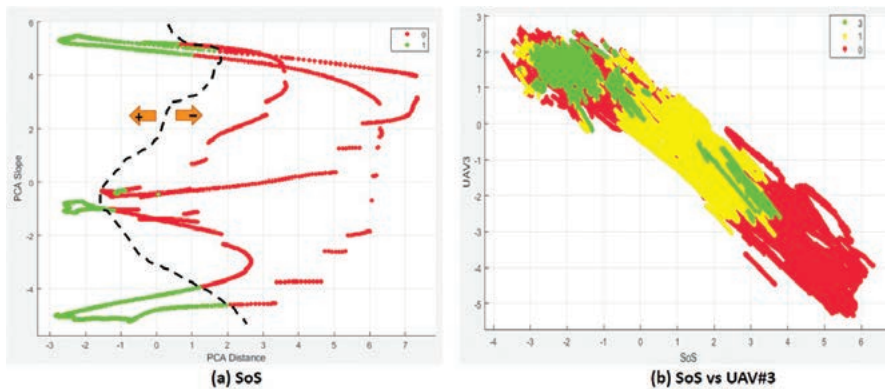 6
4
2
0
-2
-4
PCA Slope
-3 -2 -1 0 1 2 3 4 5 6 7
PCA Distance
0
1
+ -
(a) SoS
3
2
1
0
-1
-2
-3
-4
-5
UAV3
-4 -3 -2 -1 0 1 2 3 4 5 6
SoS
3
1
0
(b) SoS vs UAV#3